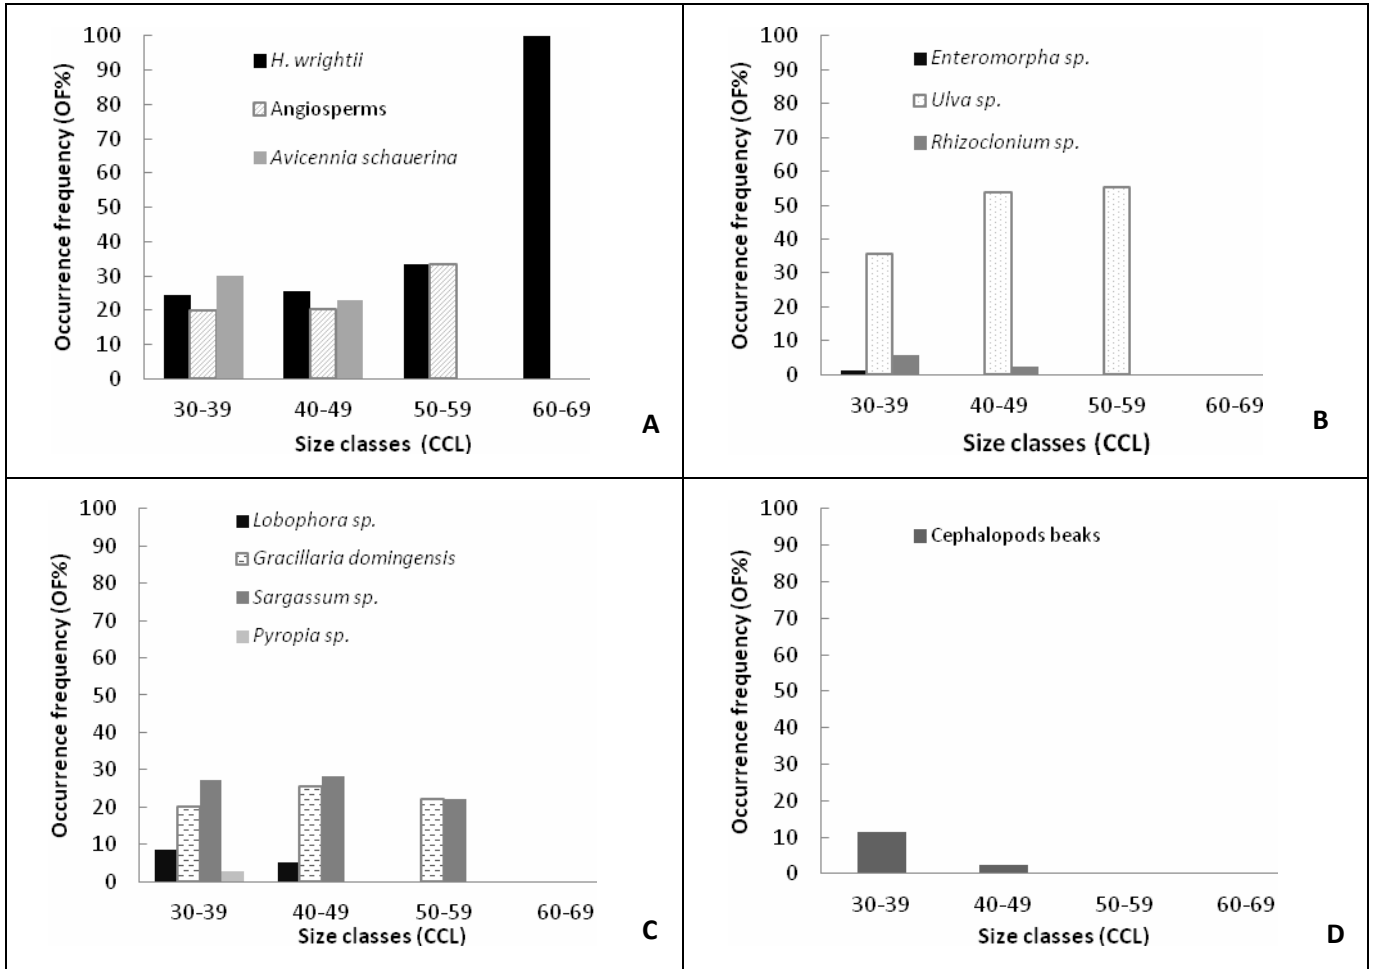 Occurrence frequency (OF%)
100
90
80
70
60
50
40
30
20
10
0
H. wrightii
Angiosperms
Avicennia schauerina
30-39 40-49 50-59 60-69
Size classes (CCL)
A
Occurrence frequency (OF%)
100
90
80
70
60
50
40
30
20
10
0
Enteromorpha sp.
Ulva sp.
Rhizoclonium sp.
30-39 40-49 50-59 60-69
Size classes (CCL)
B
Occurrence frequency (OF%)
100
90
80
70
60
50
40
30
20
10
0
Lobophora sp.
Gracillaria domingensis
Sargassum sp.
Pyropia sp.
30-39 40-49 50-59 60-69
Size classes (CCL)
C
Occurrence frequency (OF%)
100
90
80
70
60
50
40
30
20
10
0
Cephalopods beaks
30-39 40-49 50-59 60-69
Size classes (CCL)
D